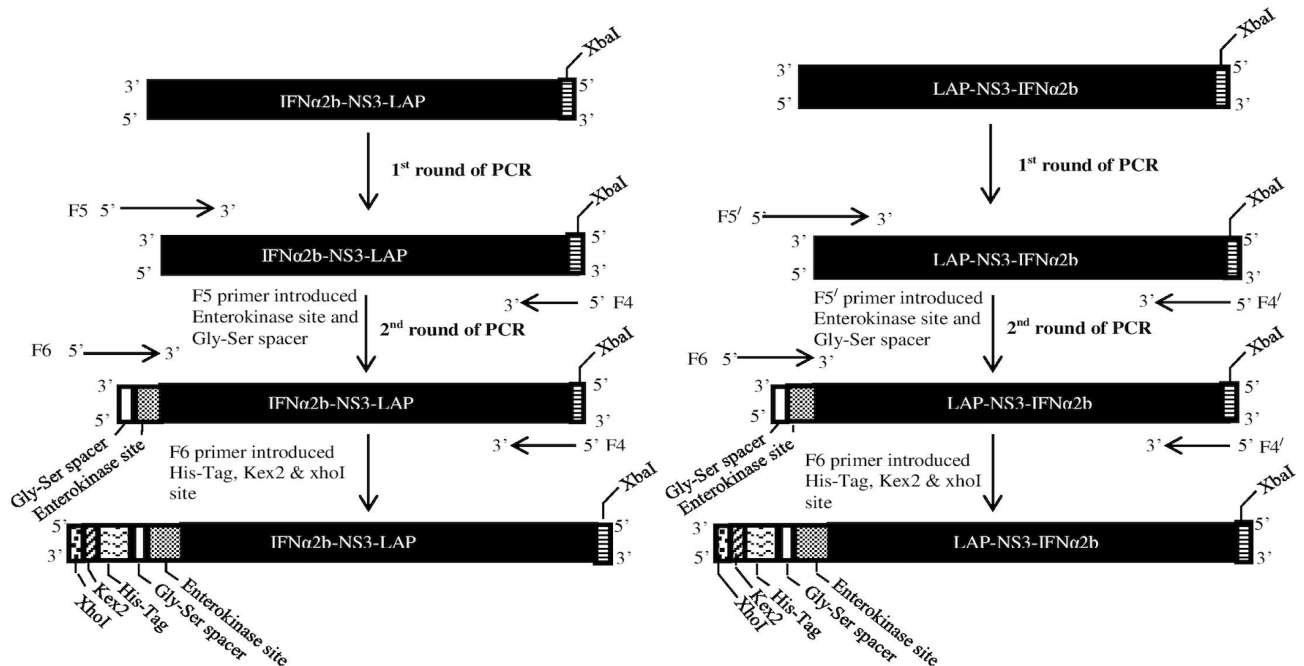 XbaI
3’ 5’
IFNα2b-NS3-LAP
5’ 3’
1st round of PCR
XbaI
F5 5’ 3’
3’ 5’
IFNα2b-NS3-LAP
5’ 3’
F5 primer introduced
Enterokinase site and
Gly-Ser spacer
3’ 5’ F4
2nd round of PCR
XbaI
F6 5’ 3’
3’ 5’
IFNα2b-NS3-LAP
5’ 3’
Gly-Ser spacer
Enterokinase site
3’ 5’ F4
F6 primer introduced
His-Tag, Kex2 & xhoI
site
XbaI
5’ 5’
IFNα2b-NS3-LAP
3’ 3’
XhoI
Kex2
His-Tag
Gly-Ser spacer
Enterokinase site
XbaI
3’ 5’
LAP-NS3-IFNα2b
5’ 3’
1st round of PCR
XbaI
F5/ 5’ 3’
3’ 5’
LAP-NS3-IFNα2b
5’ 3’
F5/ primer introduced
Enterokinase site and
Gly-Ser spacer
3’ 5’ F4/
2nd round of PCR
XbaI
F6 5’ 3’
3’ 5’
LAP-NS3-IFNα2b
5’ 3’
Gly-Ser spacer
Enterokinase site
3’ 5’ F4/
F6 primer introduced
His-Tag, Kex2 & xhoI
site
XbaI
3’ 5’
LAP-NS3-IFNα2b
5’ 3’
XhoI
Kex2
His-Tag
Gly-Ser spacer
Enterokinase site